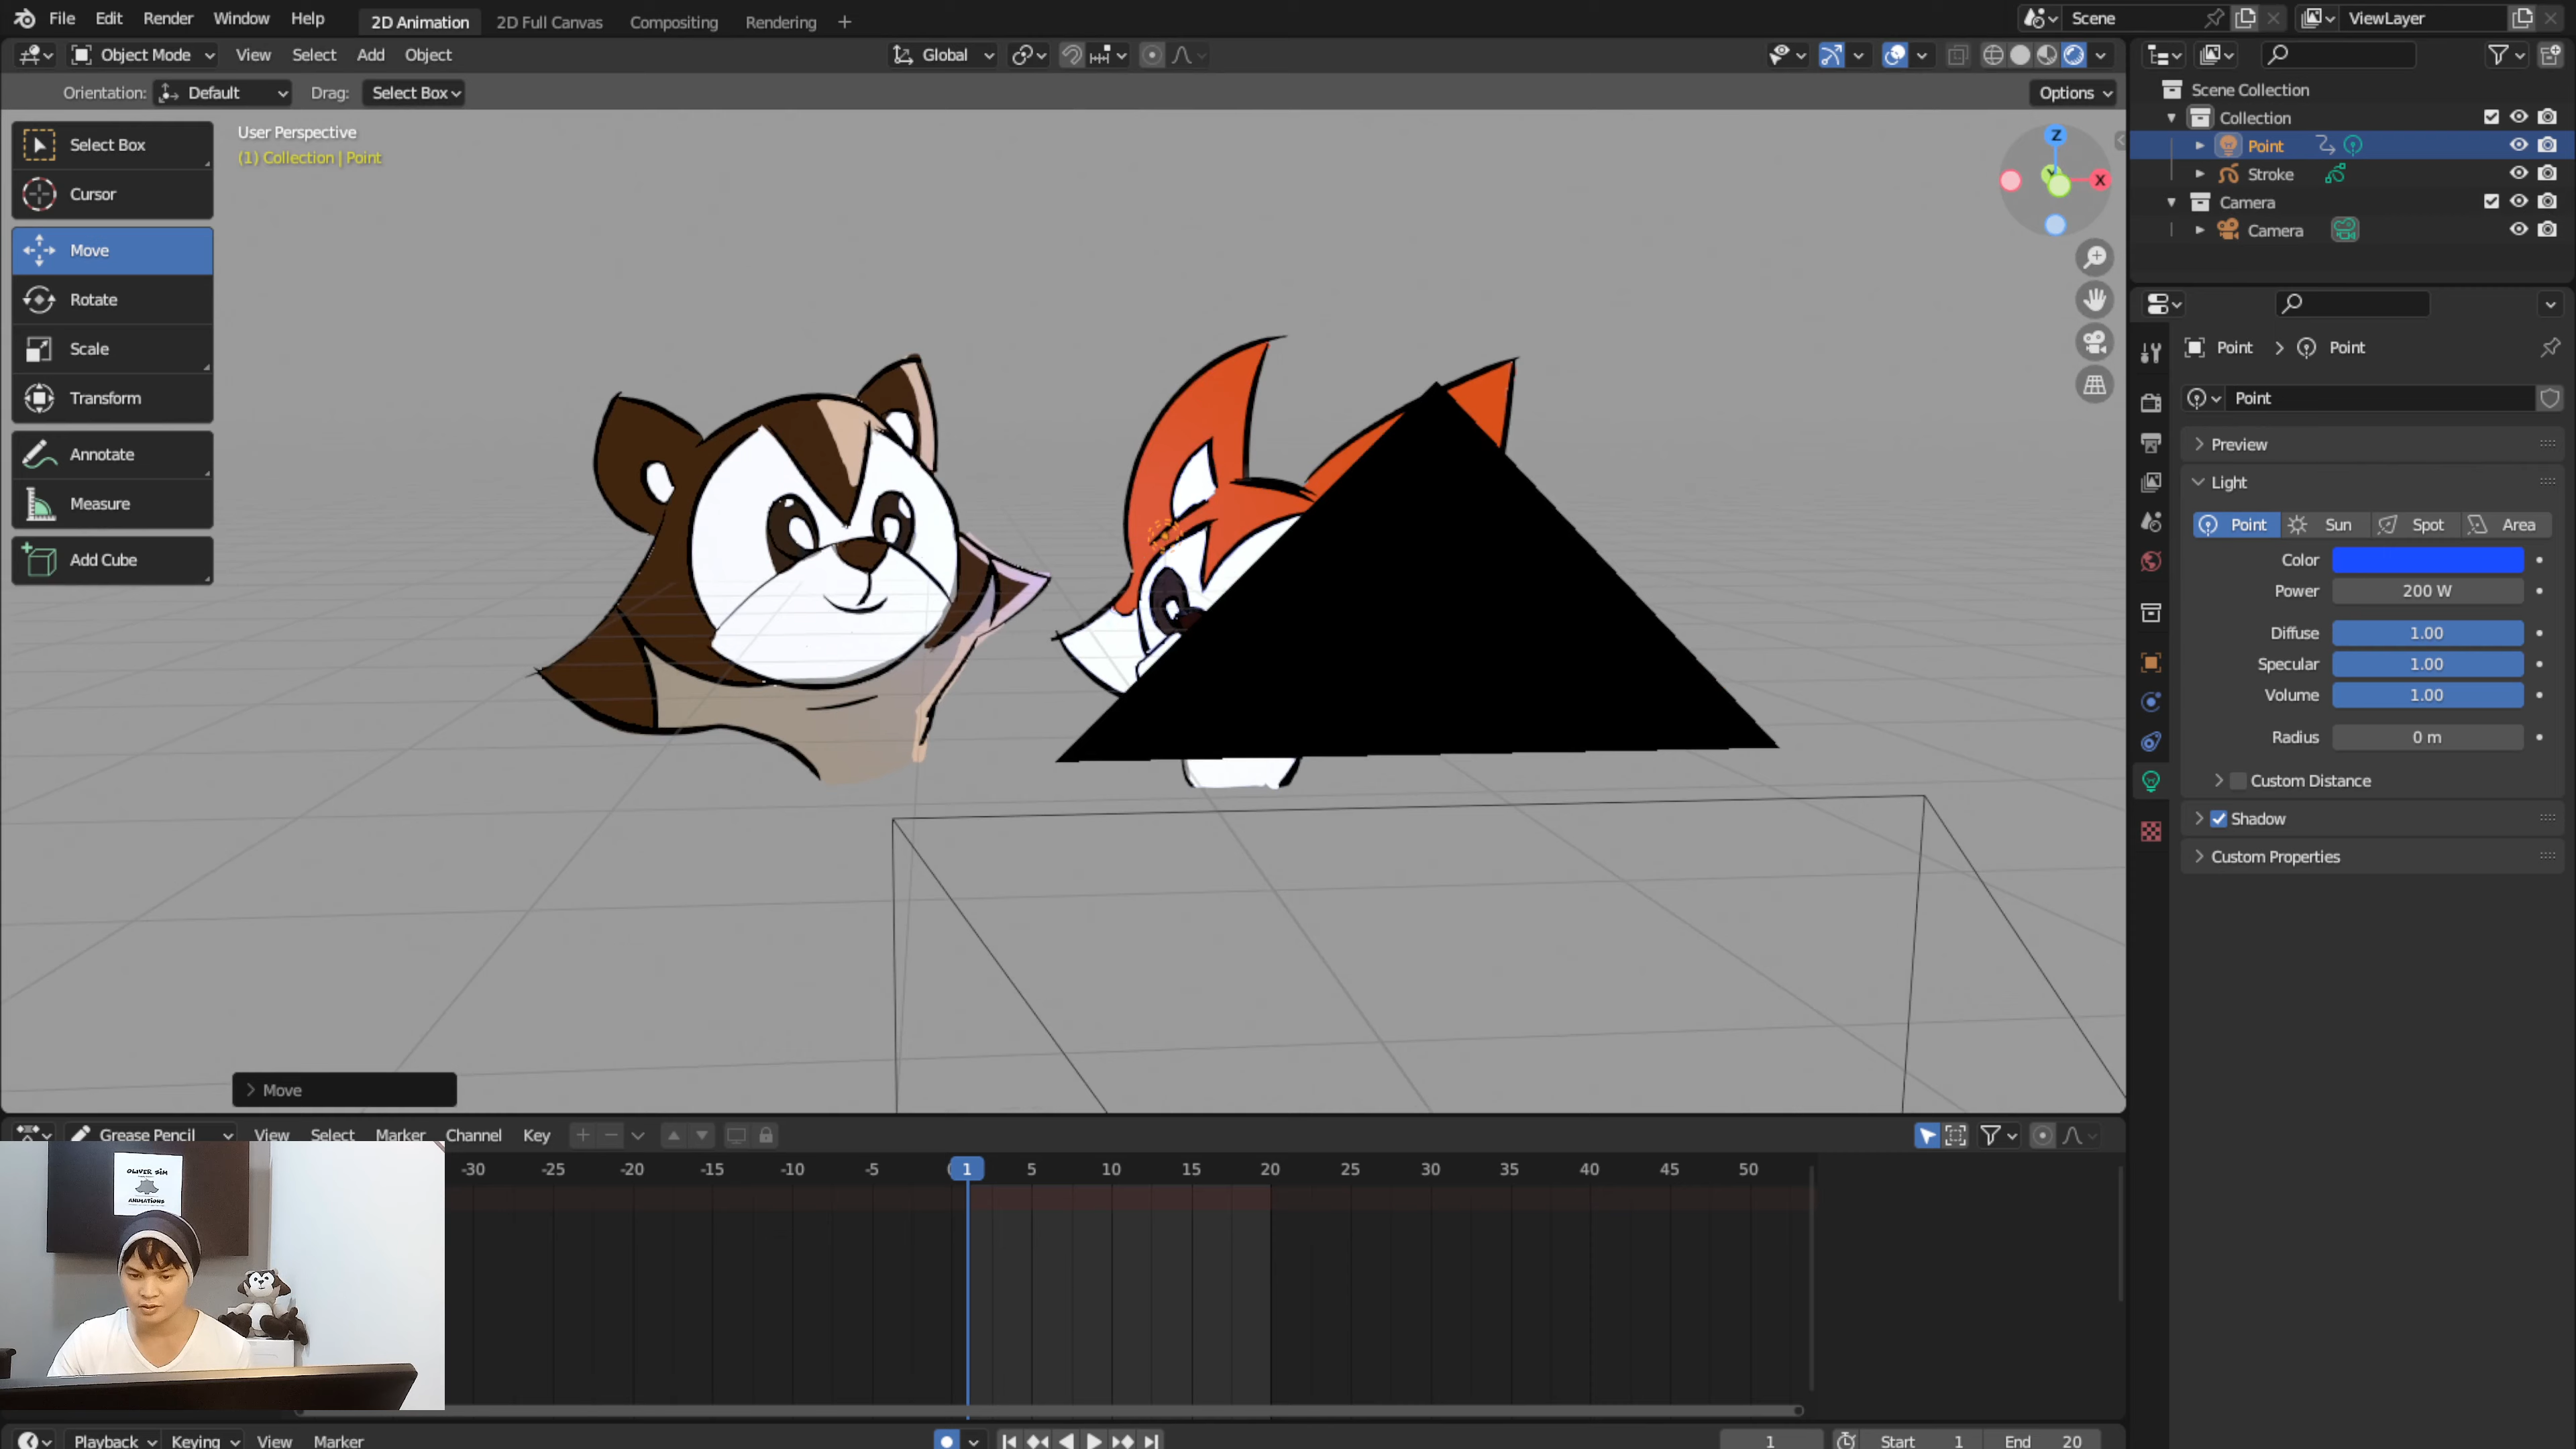 File Edit Render Window Help 2D Animation 2D Full Canvas Compositing Rendering Scene ViewLayer
Object Mode View Select Add Object Global
Orientation: Default Drag: Select Box Options
User Perspective
(1) Collection | Point
Select Box
Cursor
Move
Rotate
Scale
Transform
Annotate
Measure
Add Cube
Z
Y
X
Move
Scene Collection
Collection
Point
Stroke
Camera
Camera
Point > Point
Point
Preview
Light
Point Sun Spot Area
Color
Power 200 W
Diffuse 1.00
Specular 1.00
Volume 1.00
Radius 0 m
Custom Distance
Shadow
Custom Properties
Grease Pencil View Select Marker Channel Key
-30 -25 -20 -15 -10 -5 1 5 10 15 20 25 30 35 40 45 50
OLIVER SIM
ANIMATIONS
Playback Keying View Marker 1 Start 1 End 20